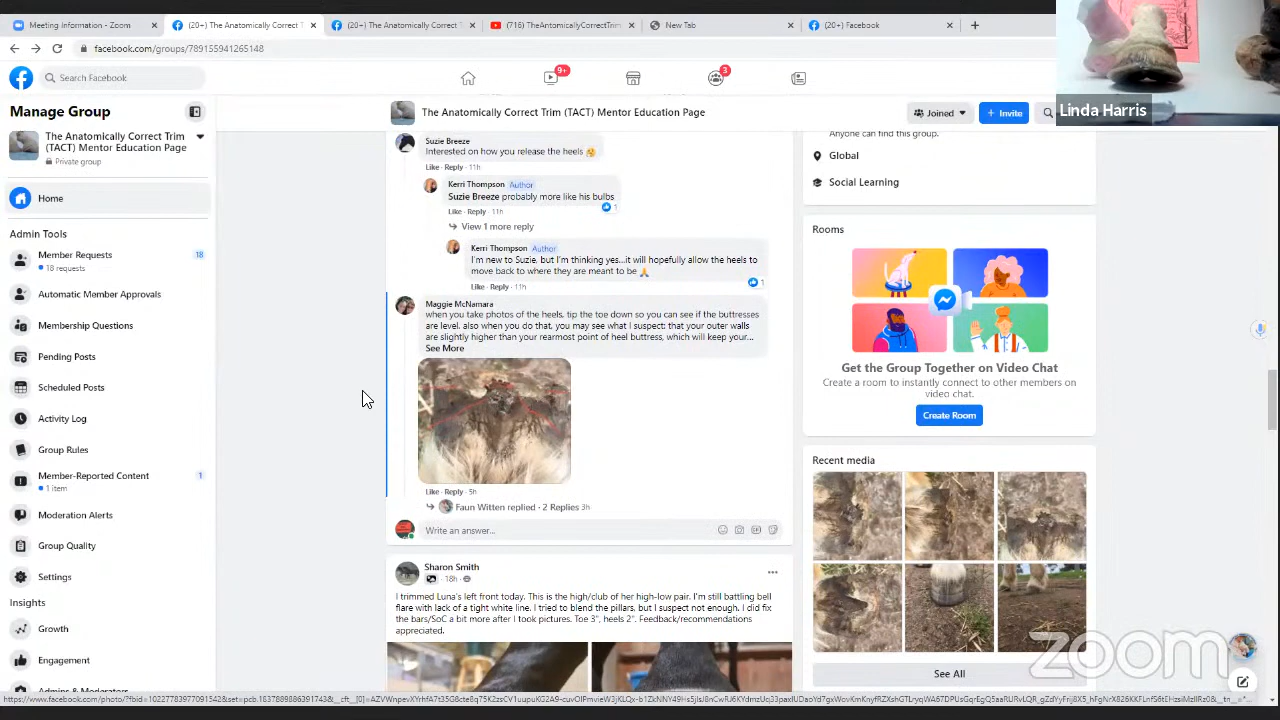 Meeting Information - Zoom
(20+) The Anatomically Correct T
(20+) The Anatomically Correct T
(716) TheAntomicallyCorrectTrim
New Tab
(20+) Facebook
facebook.com/groups/789155941265148
Search Facebook
9+
3
Linda Harris
Manage Group
The Anatomically Correct Trim
(TACT) Mentor Education Page
Private group
Home
Admin Tools
Member Requests
18
18 requests
Automatic Member Approvals
Membership Questions
Pending Posts
Scheduled Posts
Activity Log
Group Rules
Member-Reported Content
1
1 item
Moderation Alerts
Group Quality
Settings
Insights
Growth
Engagement
Admins & Moderators
The Anatomically Correct Trim (TACT) Mentor Education Page
Joined
+ Invite
Suzie Breeze
Interested on how you release the heels
Like · Reply · 11h
Kerri Thompson Author
Suzie Breeze probably more like his bulbs
1
Like · Reply · 11h
View 1 more reply
Kerri Thompson Author
I'm new to Suzie, but I'm thinking yes...it will hopefully allow the heels to
move back to where they are meant to be 🙏
1
Like · Reply · 11h
Maggie McNamara
when you take photos of the heels, tip the toe down so you can see if the buttresses
are level. also when you do that, you may see what I suspect that your outer walls
are slightly higher than your rearmost point of heel buttress, which will keep your...
See More
Like · Reply · 5h
Faun Witten replied · 2 Replies 3h
Write an answer...
Sharon Smith
18h
I trimmed Luna's left front today. This is the high/club of her high-low pair. I'm still battling bell
flare with lack of a tight white line. I tried to blend the pillars, but I suspect not enough. I did fix
the bars/SoC a bit more after I took pictures. Toe 3", heels 2". Feedback/recommendations
appreciated.
Anyone can find this group.
Global
Social Learning
Rooms
Get the Group Together on Video Chat
Create a room to instantly connect to other members on
video chat.
Create Room
Recent media
See All
zoom